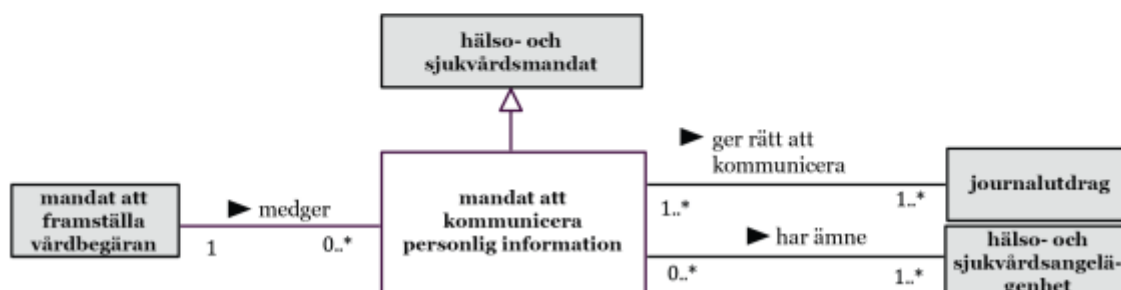 hälso- och
sjukvårdsmandat
ger rätt att
kommunicera
mandat att
framställa
vårdbegäran
medger
1
0..*
mandat att
kommunicera
personlig information
1..*
1..*
journalutdrag
har ämne
0..*
1..*
hälso- och
sjukvårdsangelä-
genhet